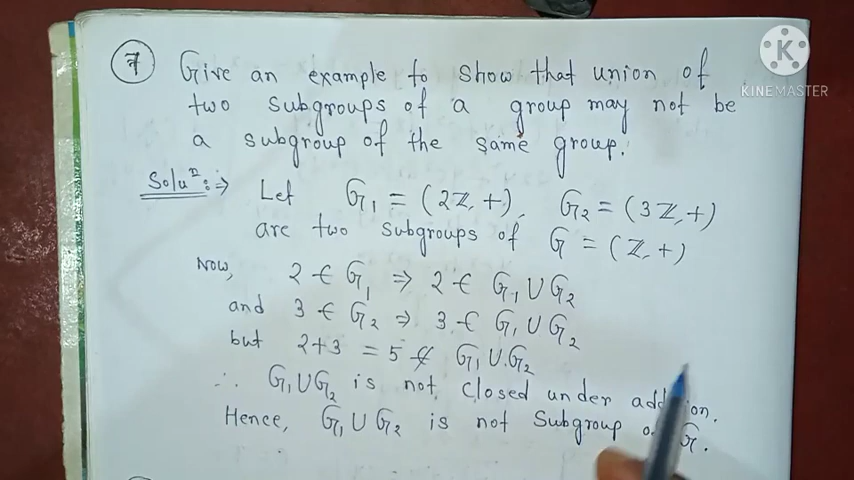 7 Give an example to show that union of
two subgroups of a group may not be
a subgroup of the same group.
Soluⁿ :⇒ Let G₁ = (2ℤ, +), G₂ = (3ℤ, +)
are two subgroups of G = (ℤ, +)
Now, 2 ∈ G₁ ⇒ 2 ∈ G₁ ∪ G₂
and 3 ∈ G₂ ⇒ 3 ∈ G₁ ∪ G₂
but 2+3 = 5 ∉ G₁ ∪ G₂
∴ G₁ ∪ G₂ is not closed under
Hence, G₁ ∪ G₂ is not subgroup G.
K
KINEMASTER